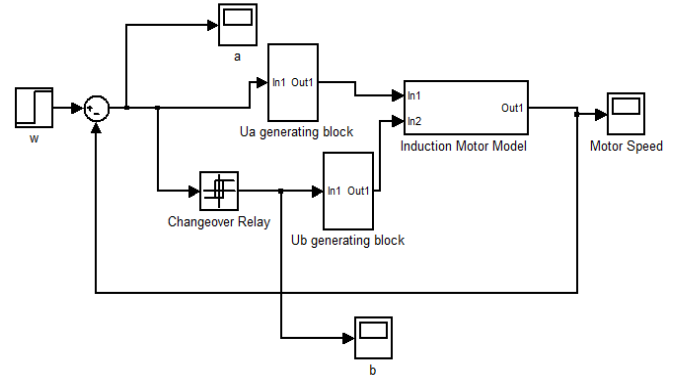 a
In1 Out1
Ua generating block
w
+
-
In1
In2
Out1
Induction Motor Model
Motor Speed
Changeover Relay
In1 Out1
Ub generating block
b